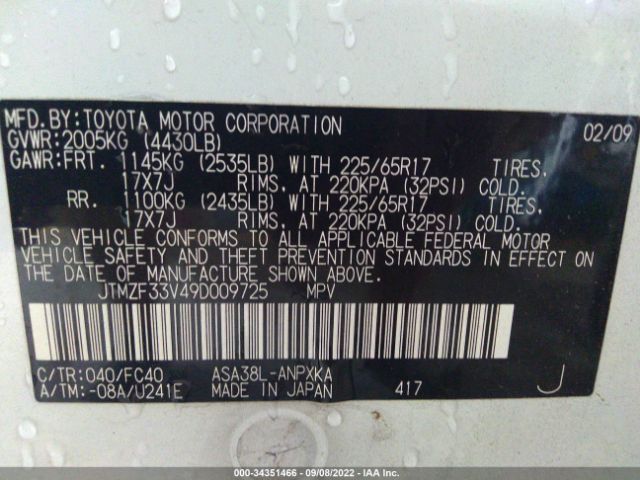 MFD.BY:TOYOTA MOTOR CORPORATION 02/09
GVWR:2005KG (4430LB)
GAWR:FRT. 1145KG (2535LB) WITH 225/65R17 TIRES,
17X7J RIMS, AT 220KPA (32PSI) COLD.
RR. 1100KG (2435LB) WITH 225/65R17 TIRES,
17X7J RIMS, AT 220KPA (32PSI) COLD.
THIS VEHICLE CONFORMS TO ALL APPLICABLE FEDERAL MOTOR
VEHICLE SAFETY AND THEFT PREVENTION STANDARDS IN EFFECT ON
THE DATE OF MANUFACTURE SHOWN ABOVE.
JTMZF33V49D009725 MPV
C/TR:040/FC40 ASA38L-ANPXKA
A/TM:-08A/U241E MADE IN JAPAN 417 J
000-34351466 - 09/08/2022 - IAAI.COM